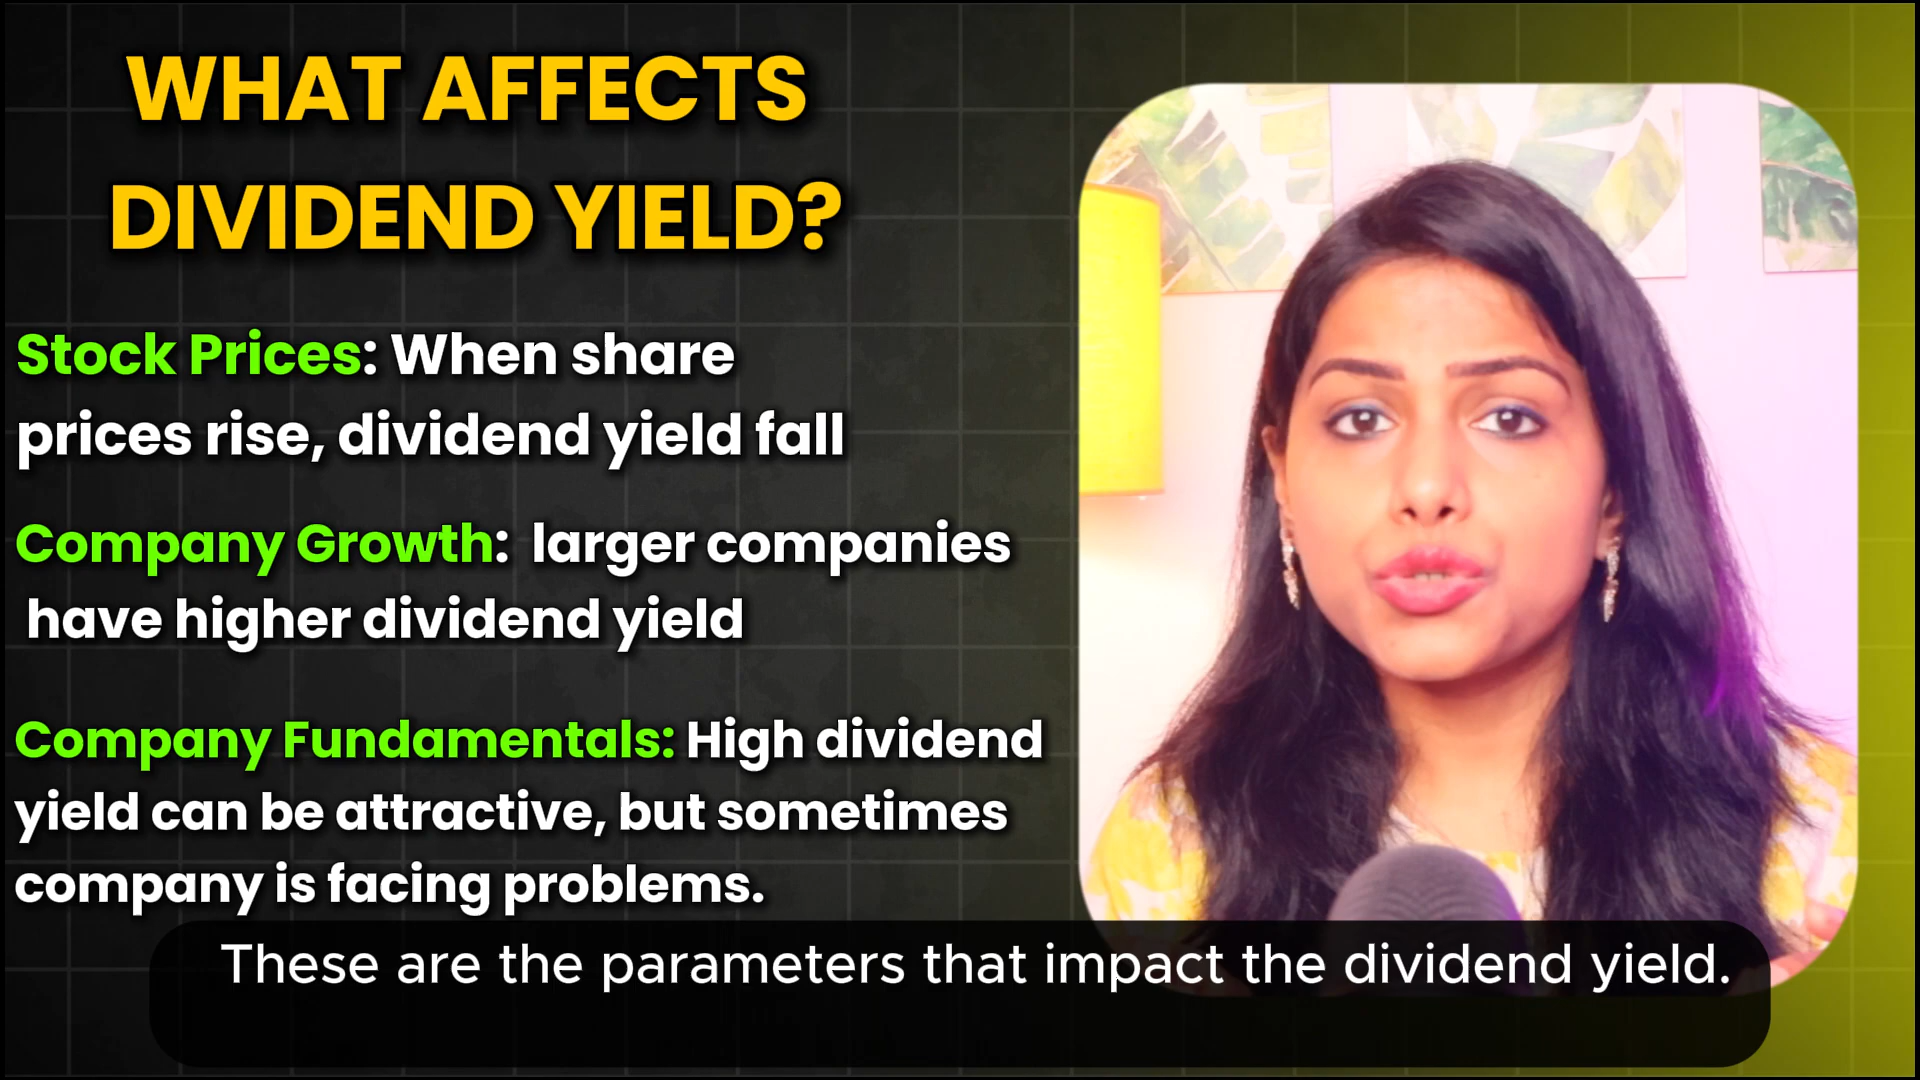 WHAT AFFECTS
DIVIDEND YIELD?
Stock Prices: When share
prices rise, dividend yield fall
Company Growth: larger companies
have higher dividend yield
Company Fundamentals: High dividend
yield can be attractive, but sometimes
company is facing problems.
These are the parameters that impact the dividend yield.